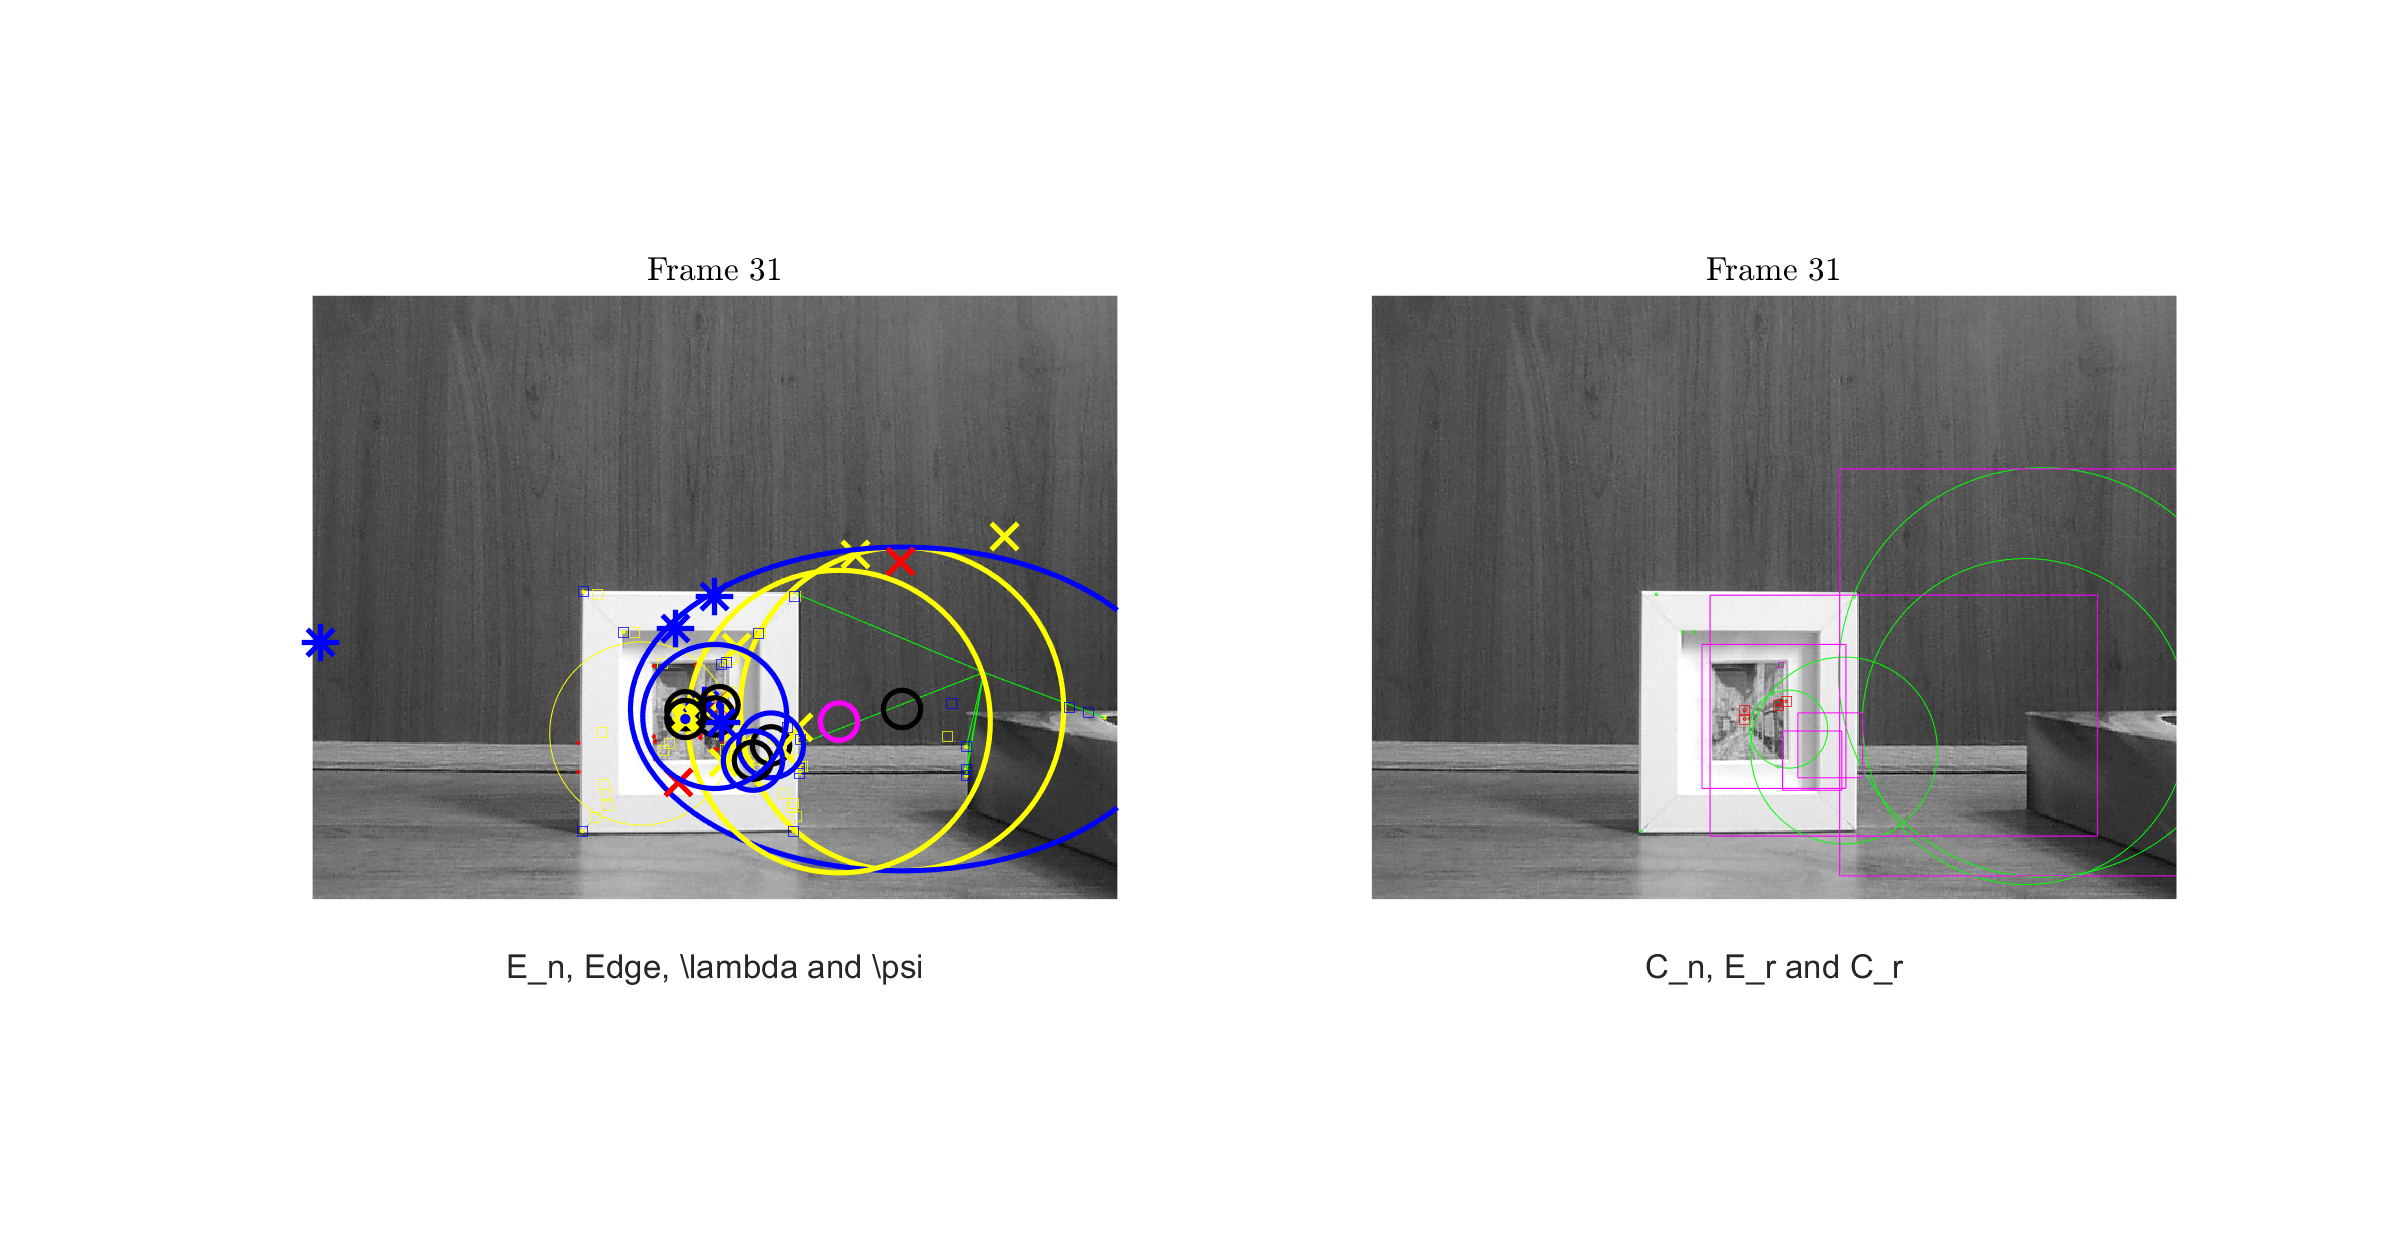 Frame 31
Frame 31
E_n, Edge, \lambda and \psi
C_n, E_r and C_r